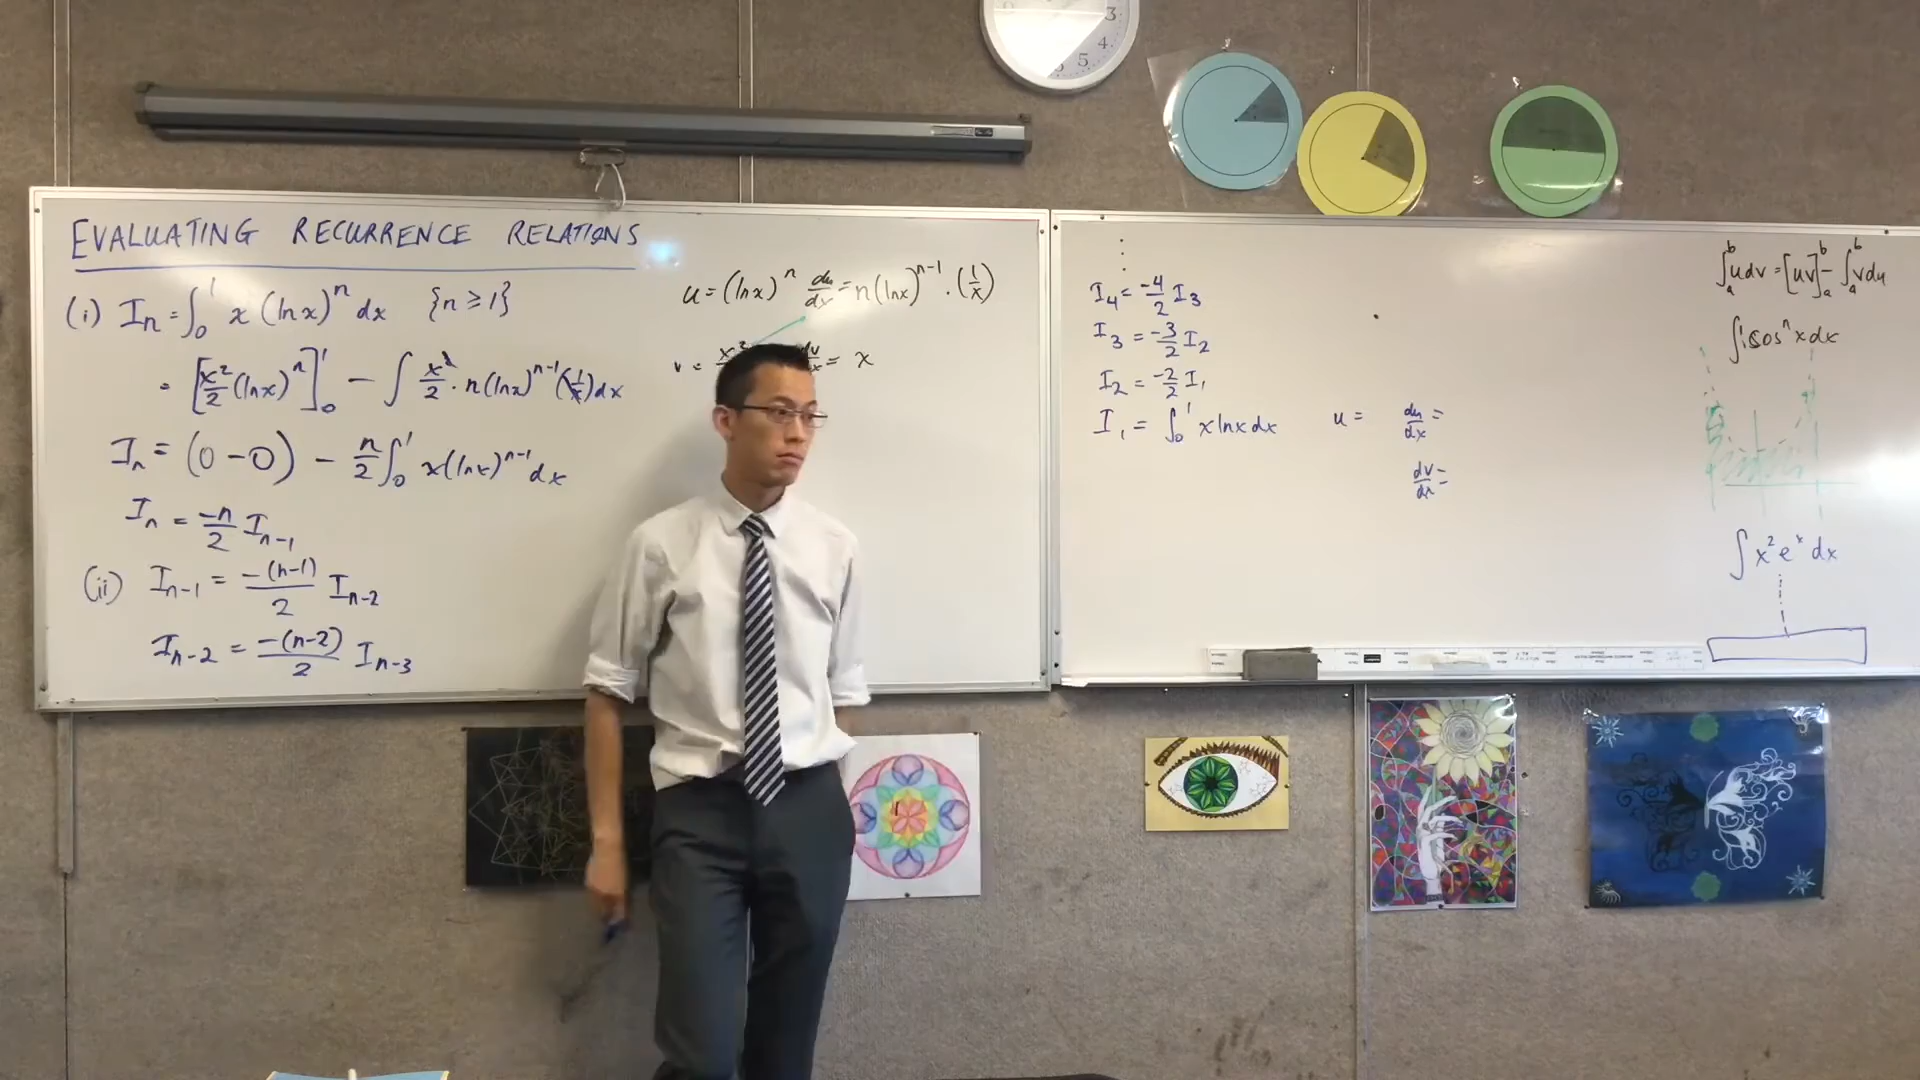 EVALUATING RECURRENCE RELATIONS
(i) Iₙ = ∫₀¹ x (ln x)ⁿ dx {n ≥ 1}
= [x²/2 (ln x)ⁿ]₀¹ − ∫ x²/2 · n(ln x)ⁿ⁻¹ (1/x) dx
Iₙ = (0 − 0) − n/2 ∫₀¹ x(ln x)ⁿ⁻¹ dx
Iₙ = −n/2 Iₙ₋₁
(ii) Iₙ₋₁ = −(n−1)/2 Iₙ₋₂
Iₙ₋₂ = −(n−2)/2 Iₙ₋₃
u = (ln x)ⁿ du/dx = n(ln x)ⁿ⁻¹ · (1/x)
v = x² = x
⋮
I₄ = −4/2 I₃
I₃ = −3/2 I₂
I₂ = −2/2 I₁
I₁ = ∫₀¹ x ln x dx u = du/dx =
dv/dx =
∫ₐᵇ u dv = [uv]ₐᵇ − ∫ₐᵇ v du
cosⁿ x dx
∫ x² eˣ dx
3
4
5